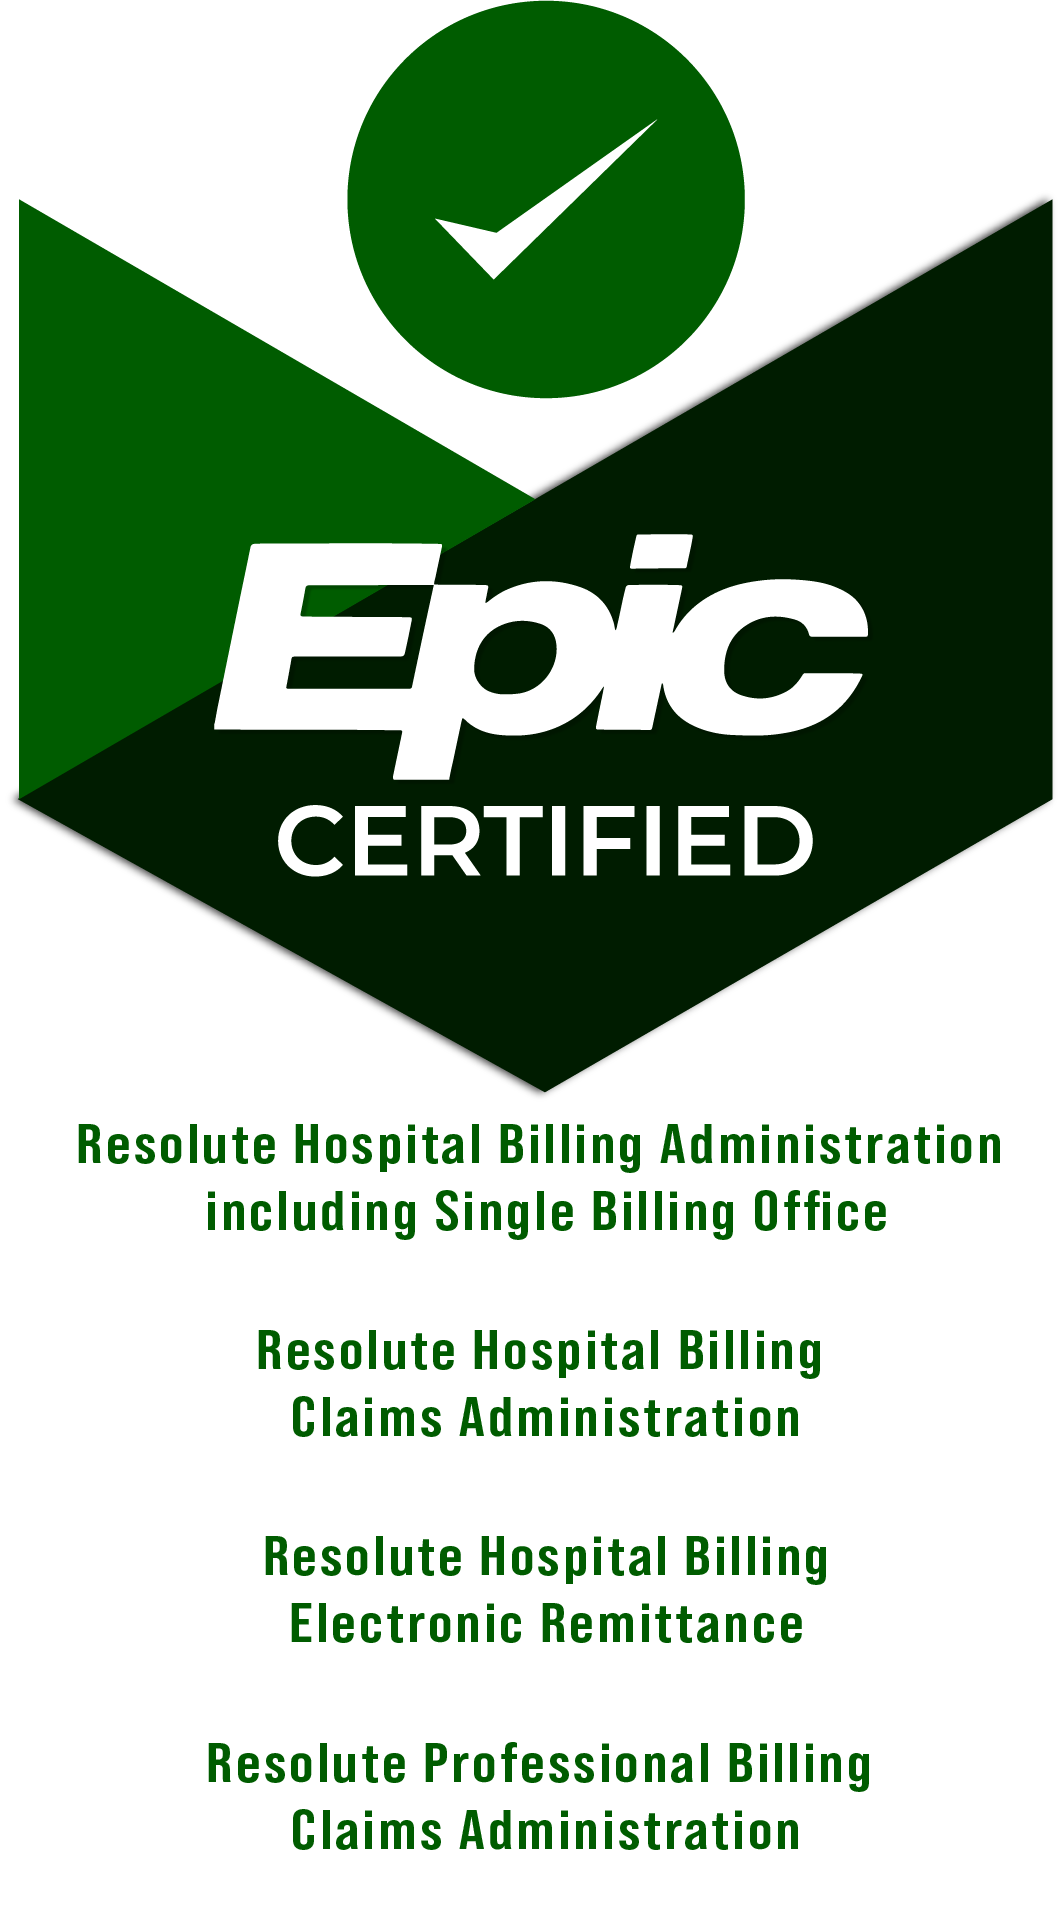 Epic
CERTIFIED
Resolute Hospital Billing Administration
including Single Billing Office
Resolute Hospital Billing
Claims Administration
Resolute Hospital Billing
Electronic Remittance
Resolute Professional Billing
Claims Administration